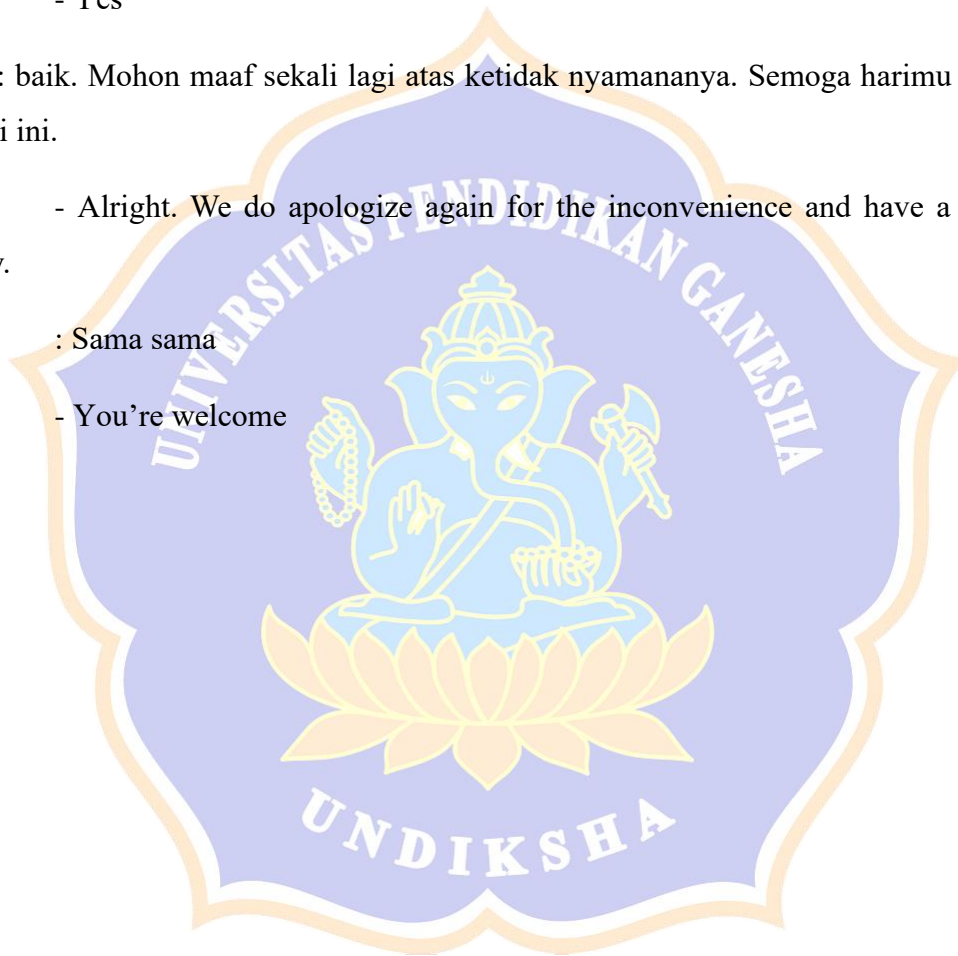 - Yes
: baik. Mohon maaf sekali lagi atas ketidak nyamananya. Semoga harimu
i ini.
- Alright. We do apologize again for the inconvenience and have a
y.
: Sama sama
- You're welcome
UNIVERSITAS PENDIDIKAN GANESHA
UNDIKSHA